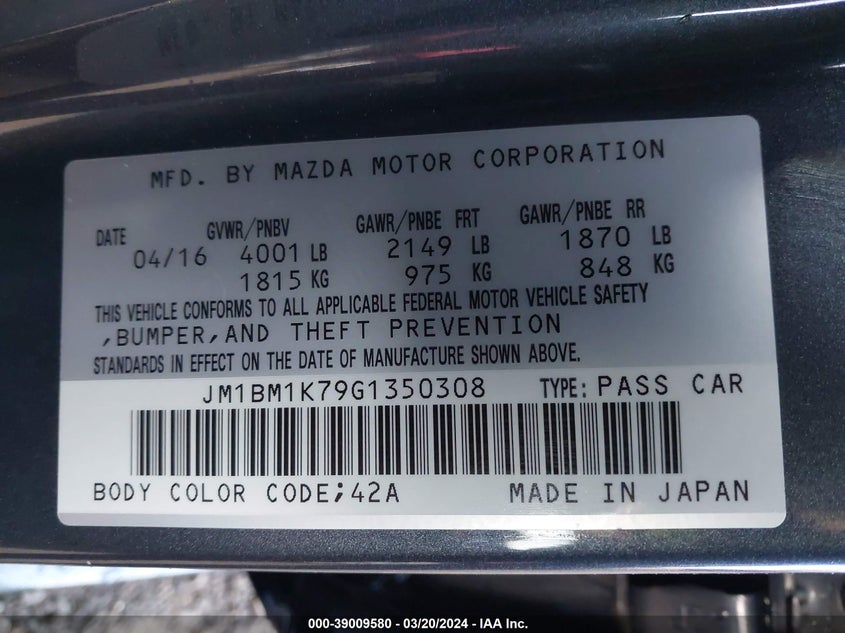 MFD. BY MAZDA MOTOR CORPORATION
DATE GVWR/PNBV GAWR/PNBE FRT GAWR/PNBE RR
04/16 4001 LB 2149 LB 1870 LB
1815 KG 975 KG 848 KG
THIS VEHICLE CONFORMS TO ALL APPLICABLE FEDERAL MOTOR VEHICLE SAFETY
,BUMPER,AND THEFT PREVENTION
STANDARDS IN EFFECT ON THE DATE OF MANUFACTURE SHOWN ABOVE.
JM1BM1K79G1350308 TYPE: PASS CAR
BODY COLOR CODE;42A MADE IN JAPAN
000-39009580 - 03/20/2024 - IAA Inc.